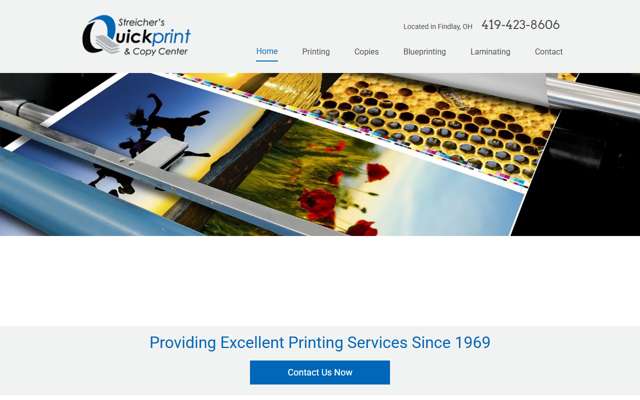 Streicher's
Quickprint
& Copy Center
Located in Findlay, OH 419-423-8606
Home Printing Copies Blueprinting Laminating Contact
Providing Excellent Printing Services Since 1969
Contact Us Now